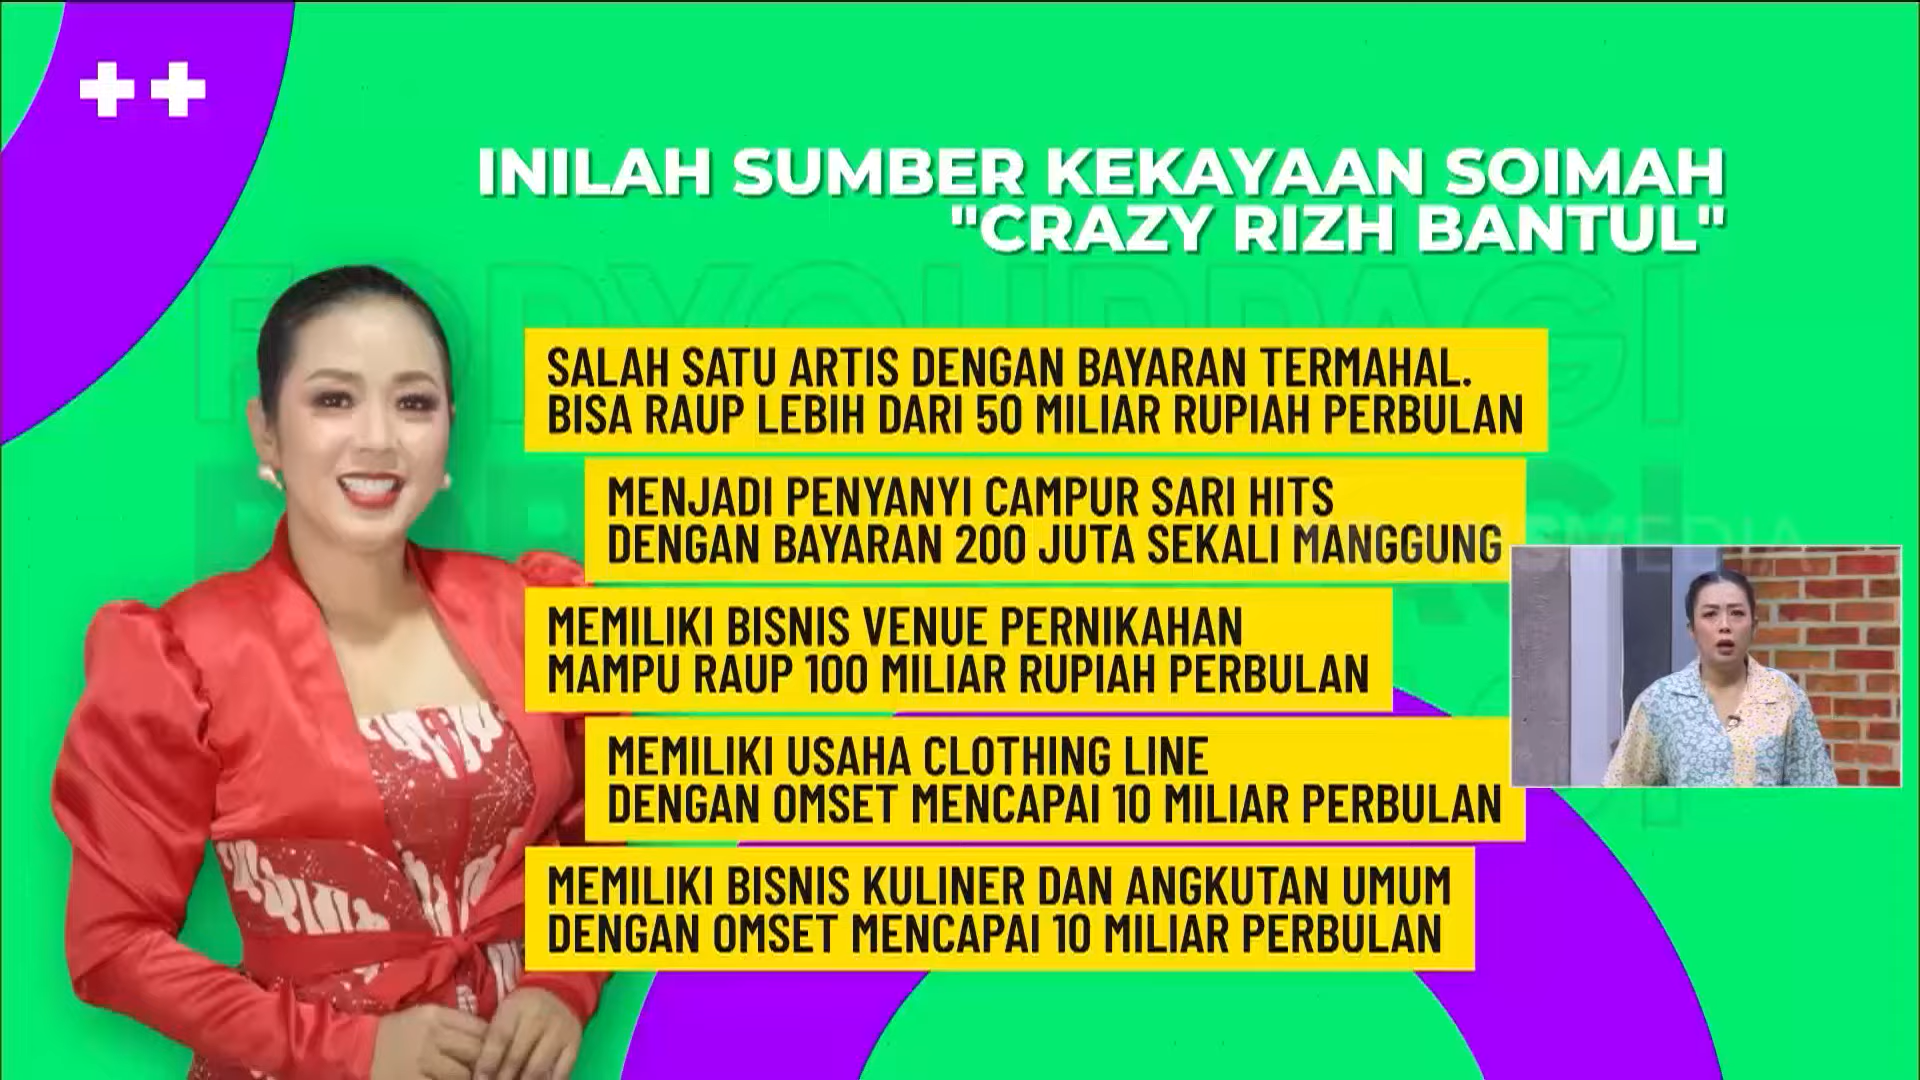 INILAH SUMBER KEKAYAAN SOIMAH
"CRAZY RIZH BANTUL"
FORYOURPAGI
SALAH SATU ARTIS DENGAN BAYARAN TERMAHAL.
BISA RAUP LEBIH DARI 50 MILIAR RUPIAH PERBULAN
MENJADI PENYANYI CAMPUR SARI HITS
DENGAN BAYARAN 200 JUTA SEKALI MANGGUNG
MEMILIKI BISNIS VENUE PERNIKAHAN
MAMPU RAUP 100 MILIAR RUPIAH PERBULAN
MEMILIKI USAHA CLOTHING LINE
DENGAN OMSET MENCAPAI 10 MILIAR PERBULAN
MEMILIKI BISNIS KULINER DAN ANGKUTAN UMUM
DENGAN OMSET MENCAPAI 10 MILIAR PERBULAN